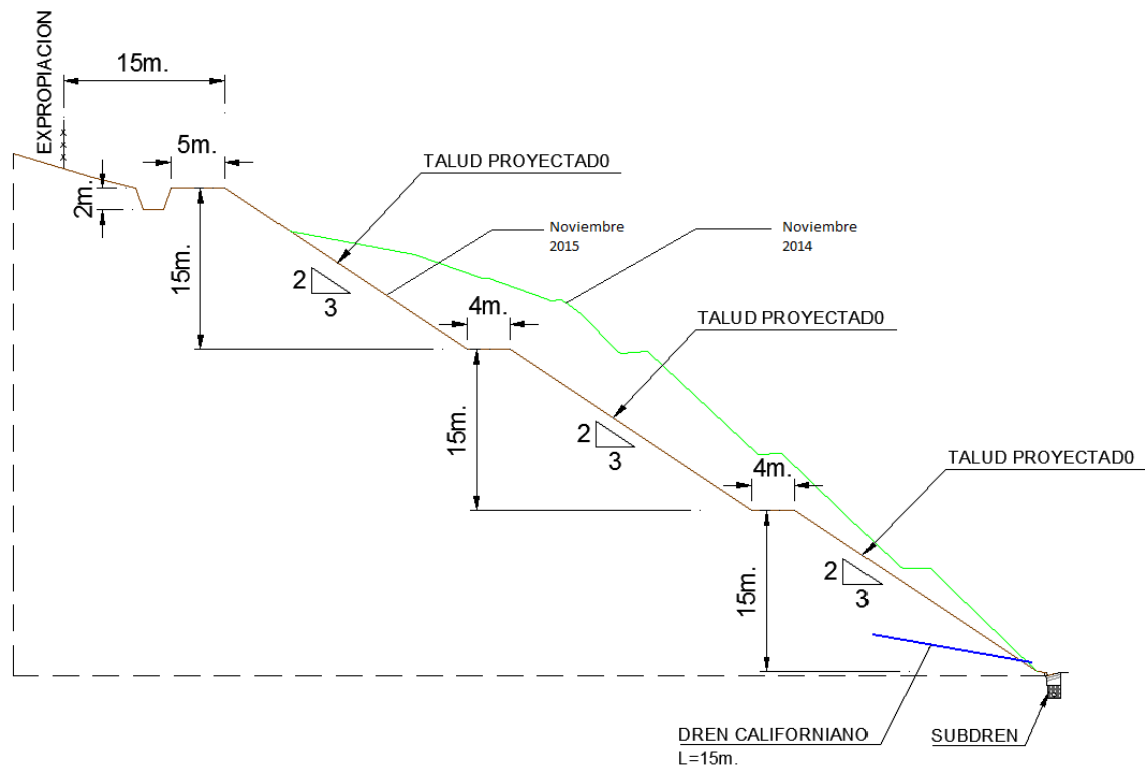 EXPROPIACION
15m.
5m.
2m.
TALUD PROYECTAD0
Noviembre
2015
Noviembre
2014
15m.
2
3
4m.
TALUD PROYECTAD0
15m.
2
3
4m.
TALUD PROYECTAD0
15m.
2
3
DREN CALIFORNIANO
L=15m.
SUBDREN